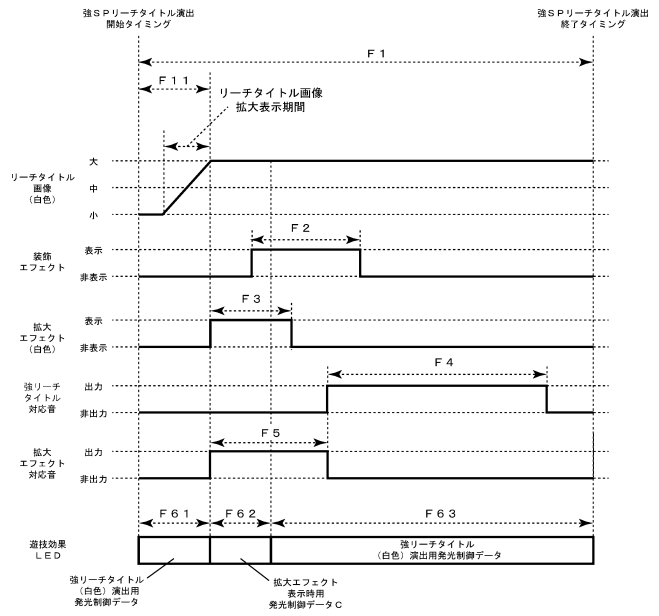 強ＳＰリーチタイトル演出
開始タイミング
強ＳＰリーチタイトル演出
終了タイミング
Ｆ１
Ｆ１１
リーチタイトル画像
拡大表示期間
リーチタイトル
画像
（白色）
大
中
小
Ｆ２
装飾
エフェクト
表示
非表示
Ｆ３
拡大
エフェクト
（白色）
表示
非表示
Ｆ４
強リーチ
タイトル
対応音
出力
非出力
Ｆ５
拡大
エフェクト
対応音
出力
非出力
Ｆ６１
Ｆ６２
Ｆ６３
遊技効果
ＬＥＤ
強リーチタイトル
（白色）演出用発光制御データ
強リーチタイトル
（白色）演出用
発光制御データ
拡大エフェクト
表示時用
発光制御データＣ